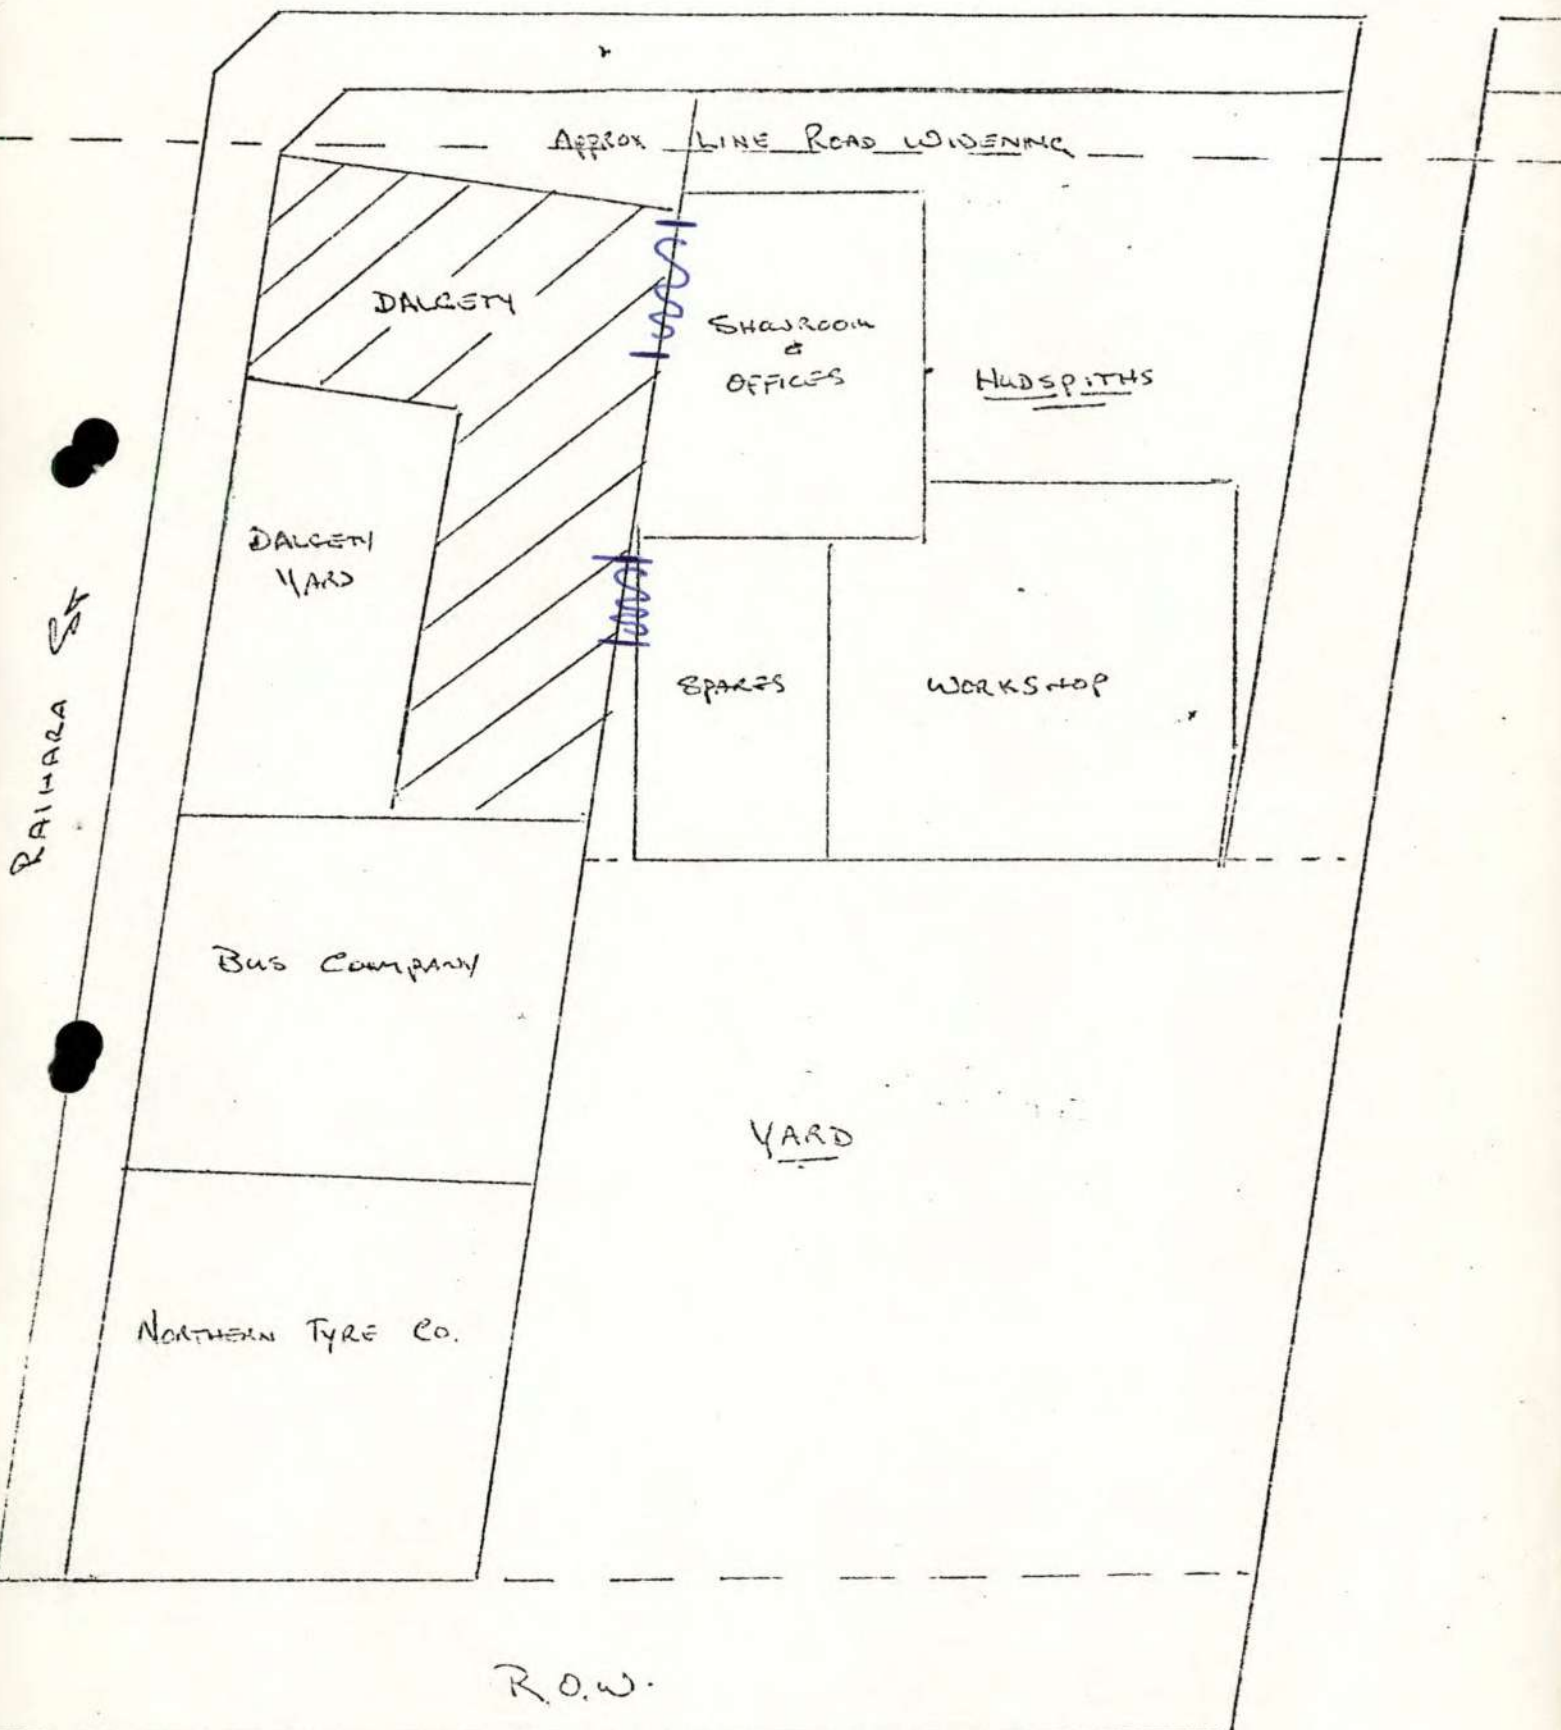 APPROX LINE ROAD WIDENING
DALGETY
SHOWROOM
&
OFFICES
HUDSPITHS
DALGETY
YARD
RAIHARA ST
SPARES
WORKSHOP
BUS COMPANY
YARD
NORTHERN TYRE CO.
R.O.W.